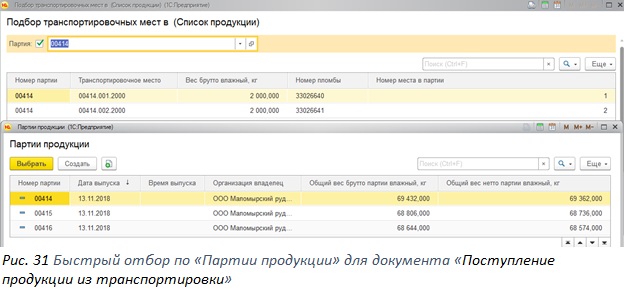 Подбор транспортировочных мест в (Список продукции) (1С:Предприятие)
Подбор транспортировочных мест в (Список продукции)
Партия: 00414
Поиск (Ctrl+F) × Еще
Номер партии Транспортировочное место Вес брутто влажный, кг Номер пломбы Номер места в партии
00414 00414.001.2000 2 000,000 33026640 1
00414 00414.002.2000 2 000,000 33026641 2
Партии продукции (1С:Предприятие) M M+ M-
Партии продукции
Выбрать Создать Поиск (Ctrl+F) × Еще
Номер партии Дата выпуска ↓ Время выпуска Организация владелец Общий вес брутто партии влажный, кг Общий вес нетто партии влажный, кг
00414 13.11.2018 ООО Маломырский руд... 69 432,000 69 362,000
00415 13.11.2018 ООО Маломырский руд... 68 806,000 68 736,000
00416 13.11.2018 ООО Маломырский руд... 68 644,000 68 574,000
Рис. 31 Быстрый отбор по «Партии продукции» для документа «Поступление
продукции из транспортировки»